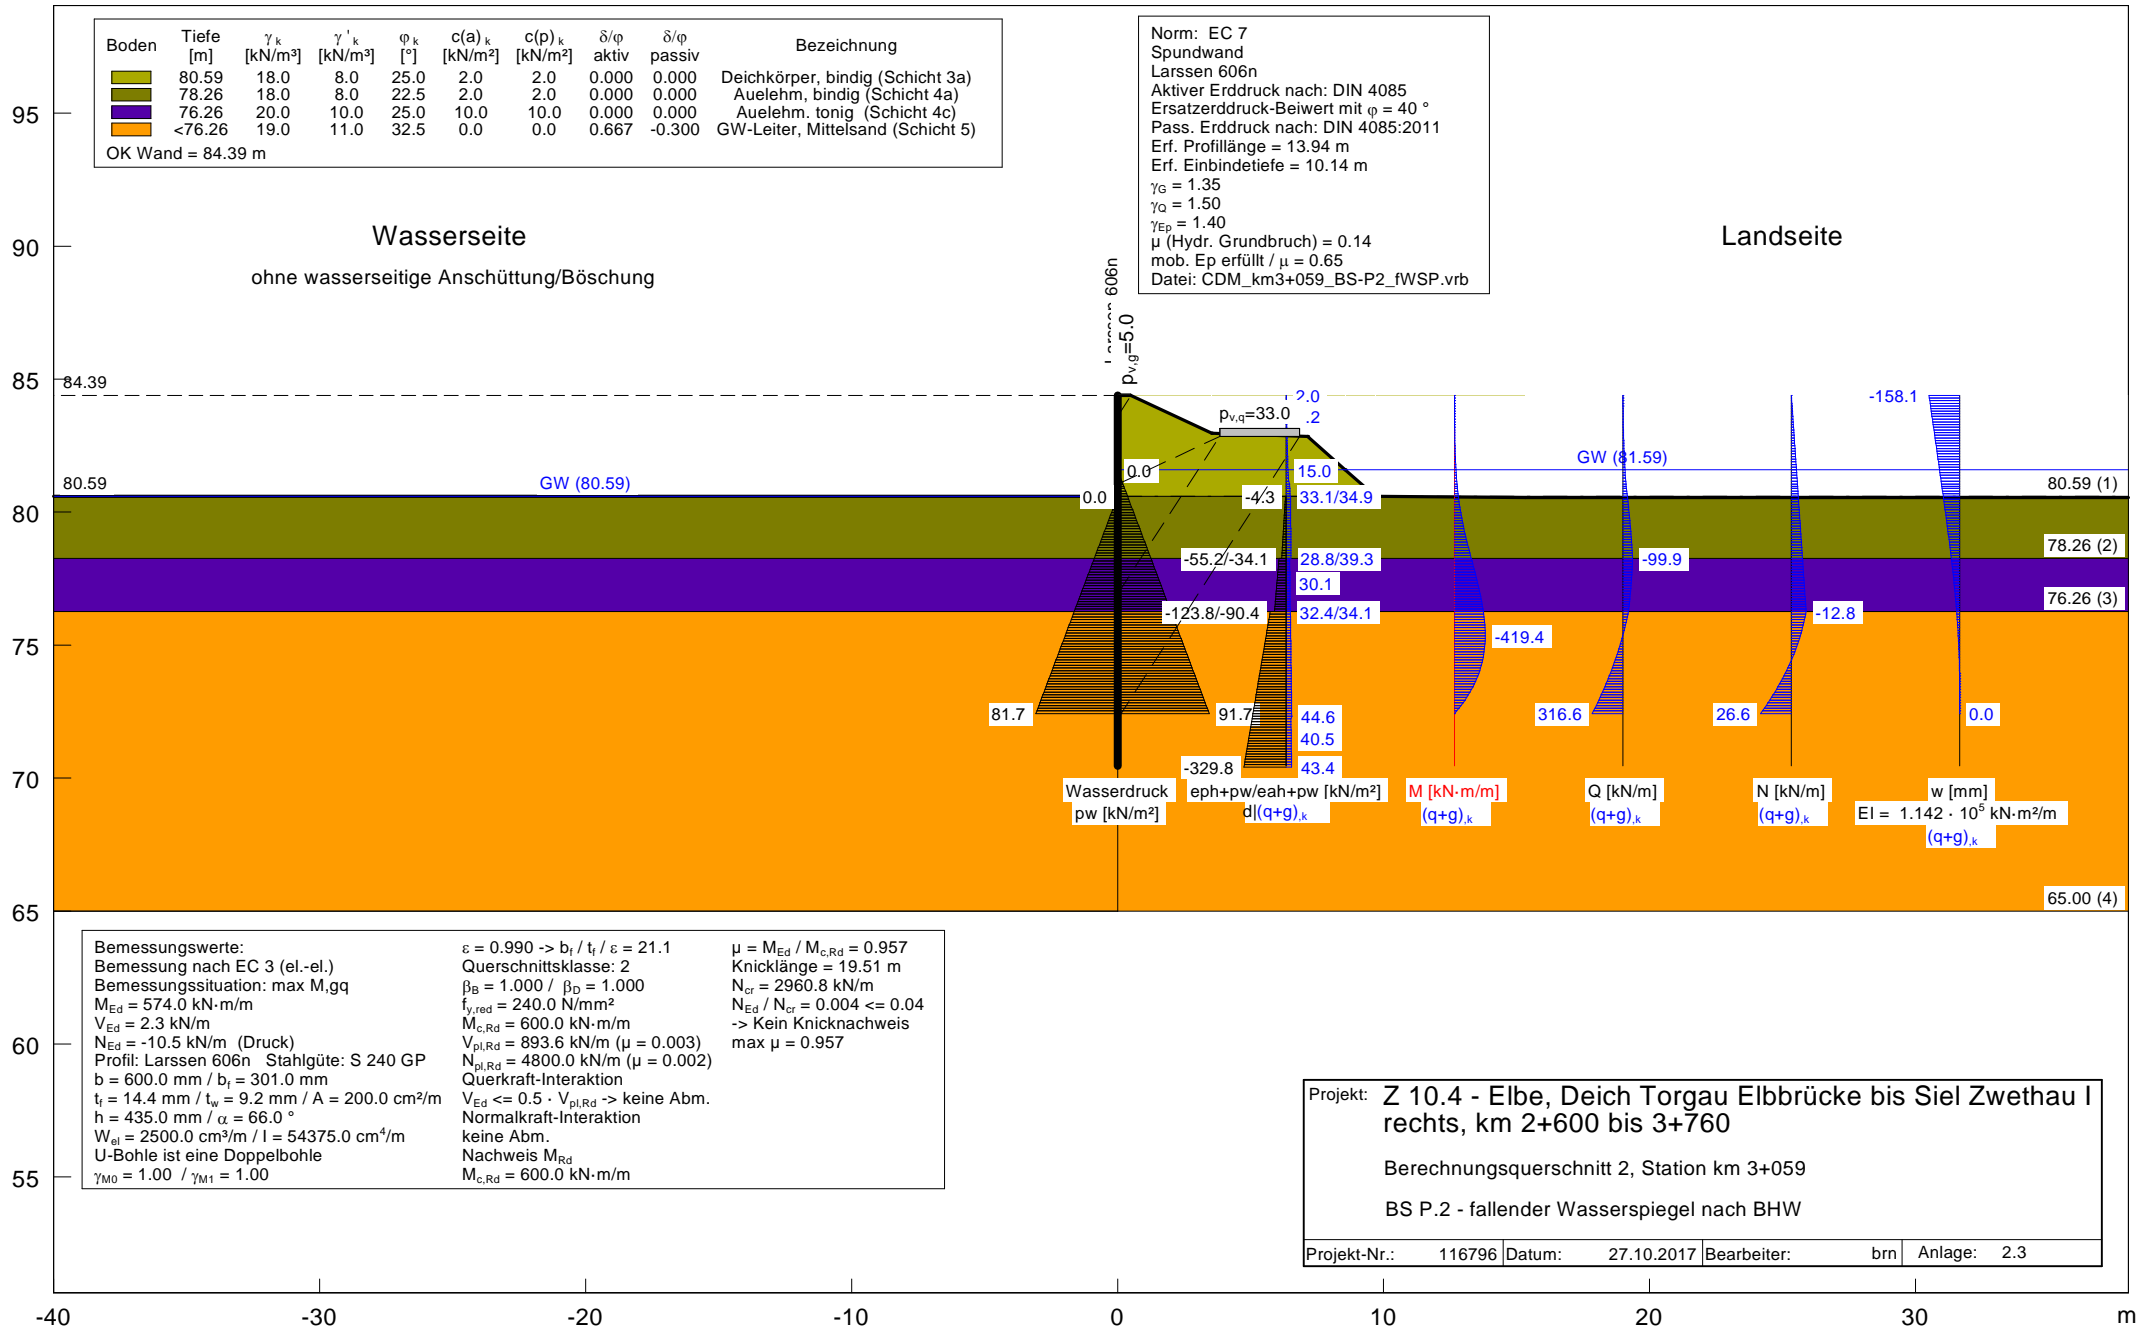 Boden Tiefe [m] γ k [kN/m³] γ ' k [kN/m³] φ k [°] c(a) k [kN/m²] c(p) k [kN/m²] δ/φ aktiv δ/φ passiv Bezeichnung
80.59 18.0 8.0 25.0 2.0 2.0 0.000 0.000 Deichkörper, bindig (Schicht 3a)
78.26 18.0 8.0 22.5 2.0 2.0 0.000 0.000 Auelehm, bindig (Schicht 4a)
76.26 20.0 10.0 25.0 10.0 10.0 0.000 0.000 Auelehm. tonig (Schicht 4c)
<76.26 19.0 11.0 32.5 0.0 0.0 0.667 -0.300 GW-Leiter, Mittelsand (Schicht 5)
OK Wand = 84.39 m
Norm: EC 7
Spundwand
Larssen 606n
Aktiver Erddruck nach: DIN 4085
Ersatzerddruck-Beiwert mit φ = 40 °
Pass. Erddruck nach: DIN 4085:2011
Erf. Profillänge = 13.94 m
Erf. Einbindetiefe = 10.14 m
γG = 1.35
γQ = 1.50
γEp = 1.40
μ (Hydr. Grundbruch) = 0.14
mob. Ep erfüllt / μ = 0.65
Datei: CDM_km3+059_BS-P2_fWSP.vrb
Wasserseite
ohne wasserseitige Anschüttung/Böschung
Landseite
606n
pv,g=5.0
95
90
85
80
75
70
65
60
55
84.39
80.59
GW (80.59)
pv,q=33.0
2.0
.2
0.0
15.0
0.0
-4.3
33.1/34.9
-55.2/-34.1
28.8/39.3
30.1
-123.8/-90.4
32.4/34.1
81.7
91.7
44.6
40.5
-329.8
43.4
-158.1
GW (81.59)
80.59 (1)
78.26 (2)
-99.9
76.26 (3)
-12.8
-419.4
316.6
26.6
0.0
65.00 (4)
Wasserdruck
pw [kN/m²]
eph+pw/eah+pw [kN/m²]
d|(q+g),k
M [kN·m/m]
(q+g),k
Q [kN/m]
(q+g),k
N [kN/m]
(q+g),k
w [mm]
EI = 1.142 · 10⁵ kN·m²/m
(q+g),k
Bemessungswerte:
Bemessung nach EC 3 (el.-el.)
Bemessungssituation: max M,gq
MEd = 574.0 kN·m/m
VEd = 2.3 kN/m
NEd = -10.5 kN/m (Druck)
Profil: Larssen 606n Stahlgüte: S 240 GP
b = 600.0 mm / bf = 301.0 mm
tf = 14.4 mm / tw = 9.2 mm / A = 200.0 cm²/m
h = 435.0 mm / α = 66.0 °
Wel = 2500.0 cm³/m / I = 54375.0 cm⁴/m
U-Bohle ist eine Doppelbohle
γM0 = 1.00 / γM1 = 1.00
ε = 0.990 -> bf / tf / ε = 21.1
Querschnittsklasse: 2
βB = 1.000 / βD = 1.000
fy,red = 240.0 N/mm²
Mc,Rd = 600.0 kN·m/m
Vpl,Rd = 893.6 kN/m (μ = 0.003)
Npl,Rd = 4800.0 kN/m (μ = 0.002)
Querkraft-Interaktion
VEd <= 0.5 · Vpl,Rd -> keine Abm.
Normalkraft-Interaktion
keine Abm.
Nachweis MRd
Mc,Rd = 600.0 kN·m/m
μ = MEd / Mc,Rd = 0.957
Knicklänge = 19.51 m
Ncr = 2960.8 kN/m
NEd / Ncr = 0.004 <= 0.04
-> Kein Knicknachweis
max μ = 0.957
Projekt: Z 10.4 - Elbe, Deich Torgau Elbbrücke bis Siel Zwethau I
rechts, km 2+600 bis 3+760
Berechnungsquerschnitt 2, Station km 3+059
BS P.2 - fallender Wasserspiegel nach BHW
Projekt-Nr.: 116796 Datum: 27.10.2017 Bearbeiter: brn Anlage: 2.3
-40 -30 -20 -10 0 10 20 30 m